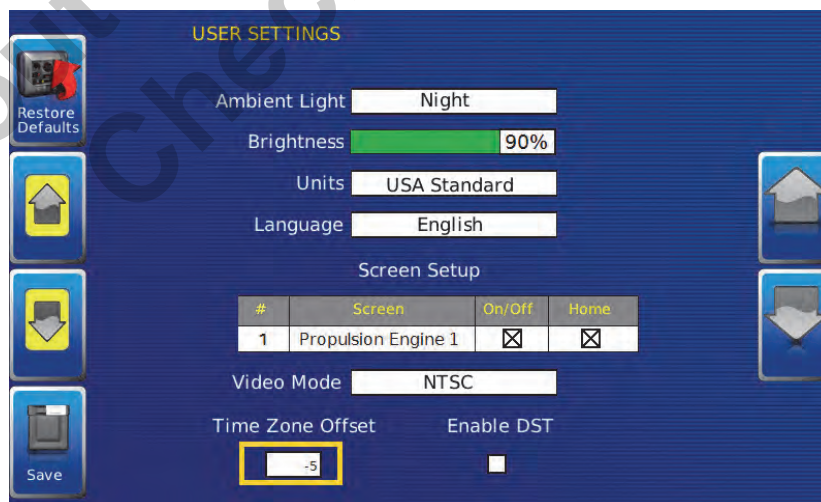 USER SETTINGS
Restore
Defaults
Ambient Light Night
Brightness 90%
Units USA Standard
Language English
Screen Setup
# Screen On/Off Home
1 Propulsion Engine 1
Video Mode NTSC
Time Zone Offset Enable DST
-5
Save